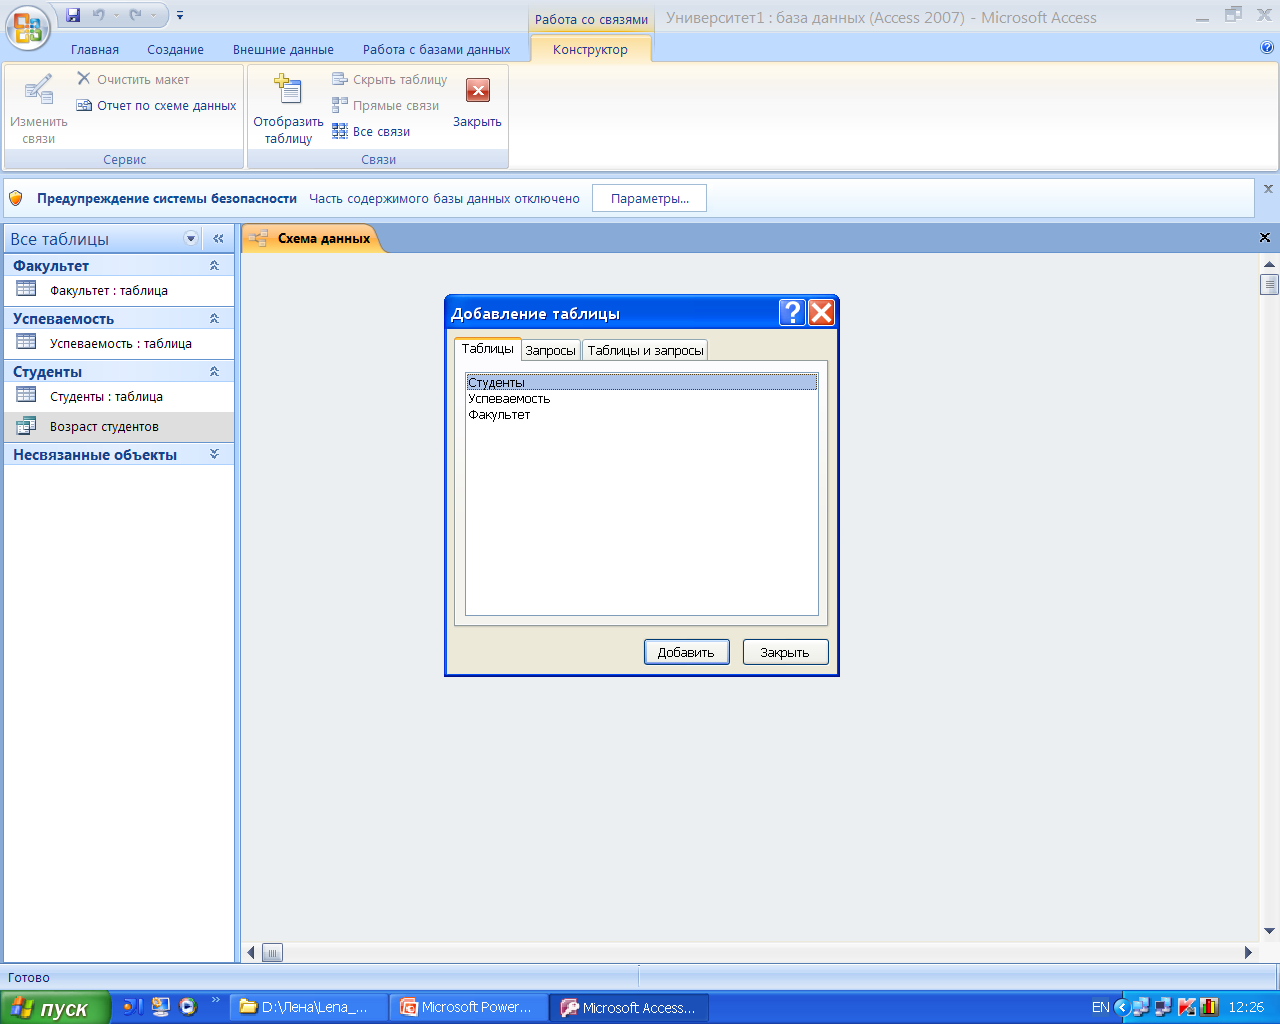 Работа со связями
Университет1 : база данных (Access 2007) - Microsoft Access
Главная
Создание
Внешние данные
Работа с базами данных
Конструктор
Изменить
связи
Очистить макет
Отчет по схеме данных
Сервис
Отобразить
таблицу
Скрыть таблицу
Прямые связи
Все связи
Закрыть
Связи
Предупреждение системы безопасности
Часть содержимого базы данных отключено
Параметры...
Все таблицы
Факультет
Факультет : таблица
Успеваемость
Успеваемость : таблица
Студенты
Студенты : таблица
Возраст студентов
Несвязанные объекты
Схема данных
Добавление таблицы
Таблицы
Запросы
Таблицы и запросы
Студенты
Успеваемость
Факультет
Добавить
Закрыть
Готово
пуск
D:\Лена\Lena_...
Microsoft Power...
Microsoft Access...
EN
12:26